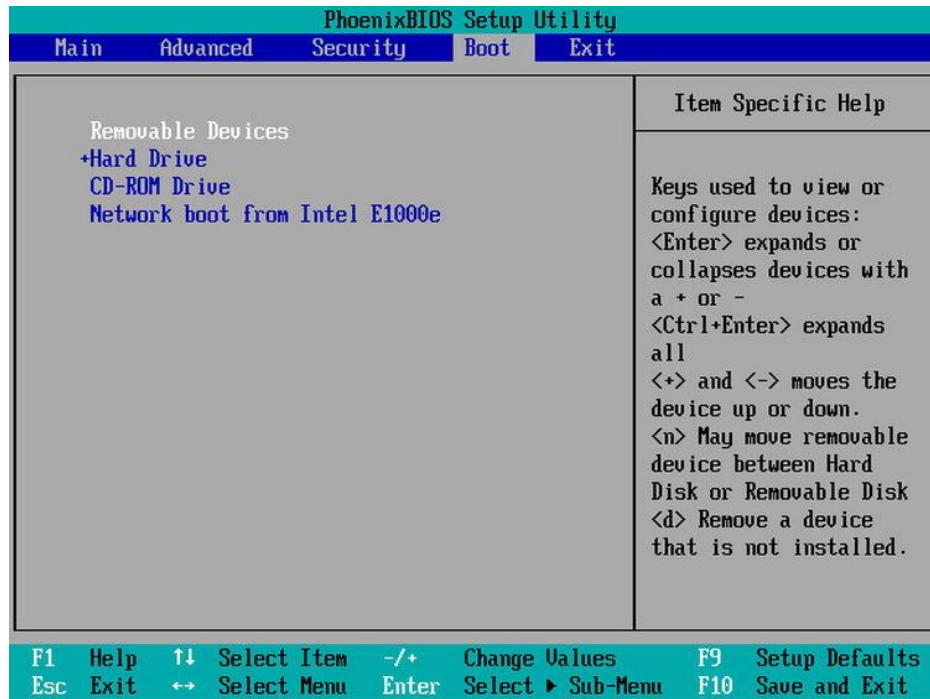 PhoenixBIOS Setup Utility
Main Advanced Security Boot Exit
Removable Devices
+Hard Drive
CD-ROM Drive
Network boot from Intel E1000e
Item Specific Help
Keys used to view or
configure devices:
<Enter> expands or
collapses devices with
a + or -
<Ctrl+Enter> expands
all
<+> and <-> moves the
device up or down.
<n> May move removable
device between Hard
Disk or Removable Disk
<d> Remove a device
that is not installed.
F1 Help ↑↓ Select Item -/+ Change Values F9 Setup Defaults
Esc Exit ↔ Select Menu Enter Select ▶ Sub-Menu F10 Save and Exit